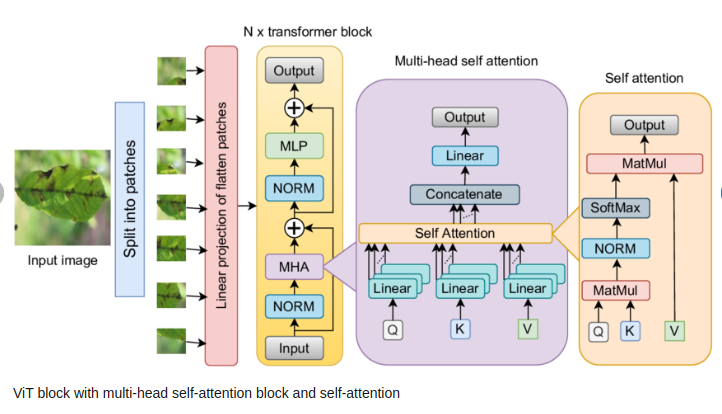 N x transformer block
Multi-head self attention
Self attention
Input image
Split into patches
Linear projection of flatten patches
Output
+
MLP
NORM
+
MHA
NORM
Input
Output
Linear
Concatenate
Self Attention
Linear
Linear
Linear
Q
K
V
Output
MatMul
SoftMax
NORM
MatMul
Q
K
V
ViT block with multi-head self-attention block and self-attention